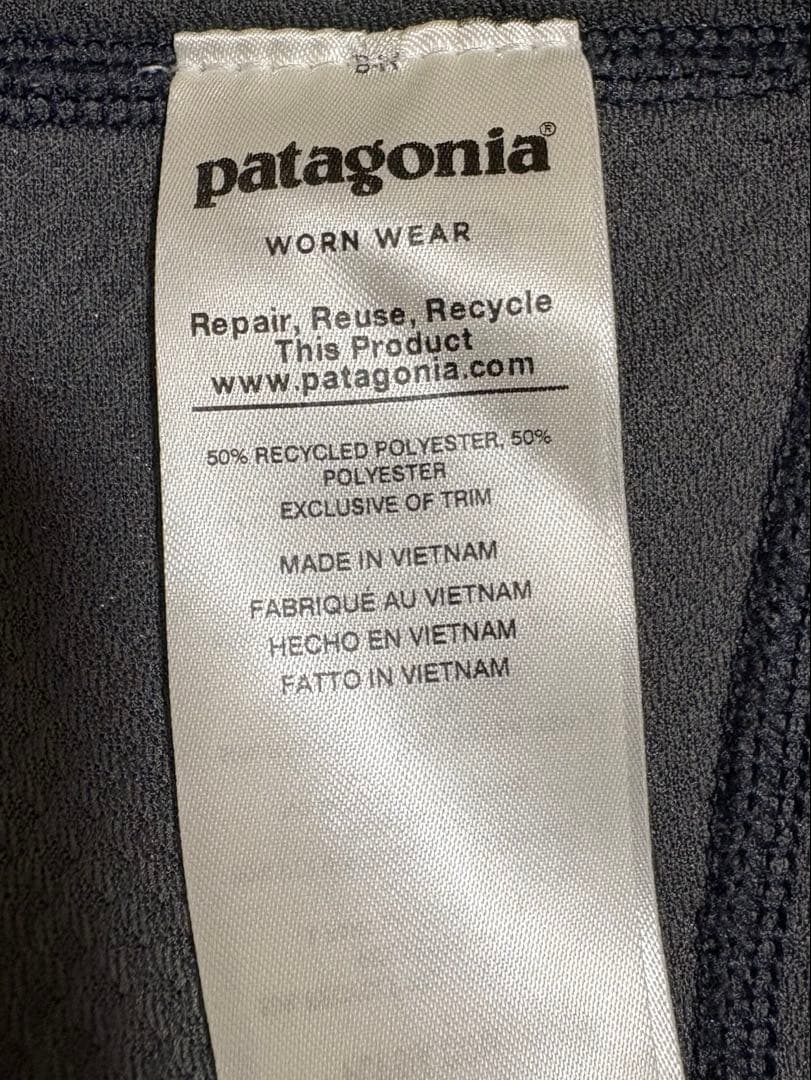 patagonia®
WORN WEAR
Repair, Reuse, Recycle
This Product
www.patagonia.com
50% RECYCLED POLYESTER, 50%
POLYESTER
EXCLUSIVE OF TRIM
MADE IN VIETNAM
FABRIQUÉ AU VIETNAM
HECHO EN VIETNAM
FATTO IN VIETNAM